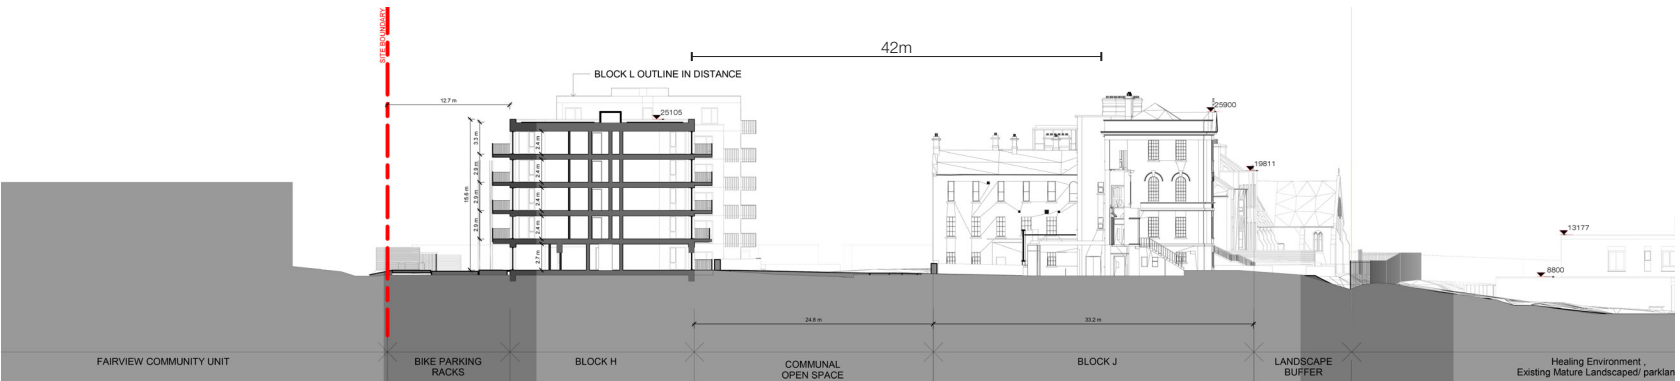 SITE BOUNDARY
42m
BLOCK L OUTLINE IN DISTANCE
12.7 m
25105
25900
3.3 m
2.4 m
2.9 m
2.4 m
15.6 m
2.9 m
2.4 m
2.9 m
2.4 m
2.7 m
19811
13177
8800
24.8 m
33.2 m
FAIRVIEW COMMUNITY UNIT
BIKE PARKING
RACKS
BLOCK H
COMMUNAL
OPEN SPACE
BLOCK J
LANDSCAPE
BUFFER
Healing Environment ,
Existing Mature Landscaped/ parklan